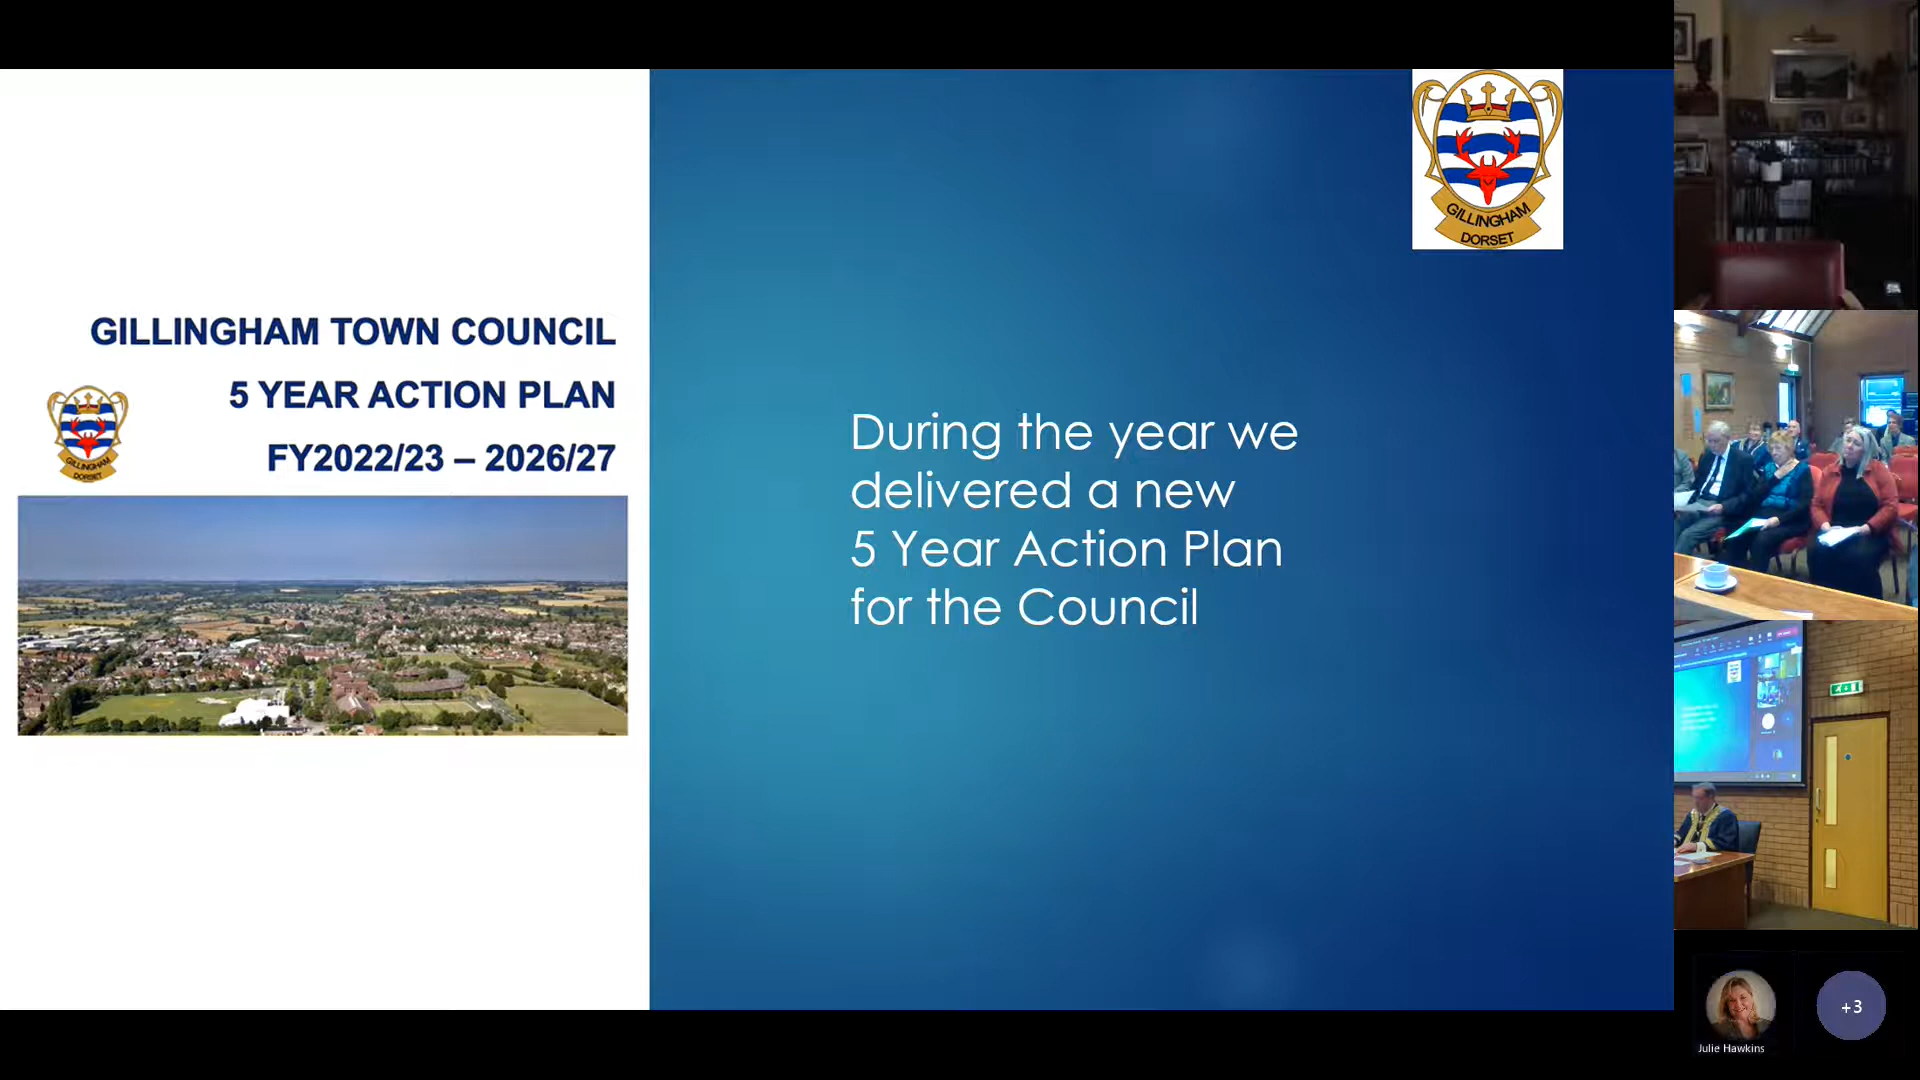 GILLINGHAM TOWN COUNCIL
5 YEAR ACTION PLAN
FY2022/23 – 2026/27
GILLINGHAM
DORSET
During the year we
delivered a new
5 Year Action Plan
for the Council
GILLINGHAM
DORSET
Julie Hawkins
+3